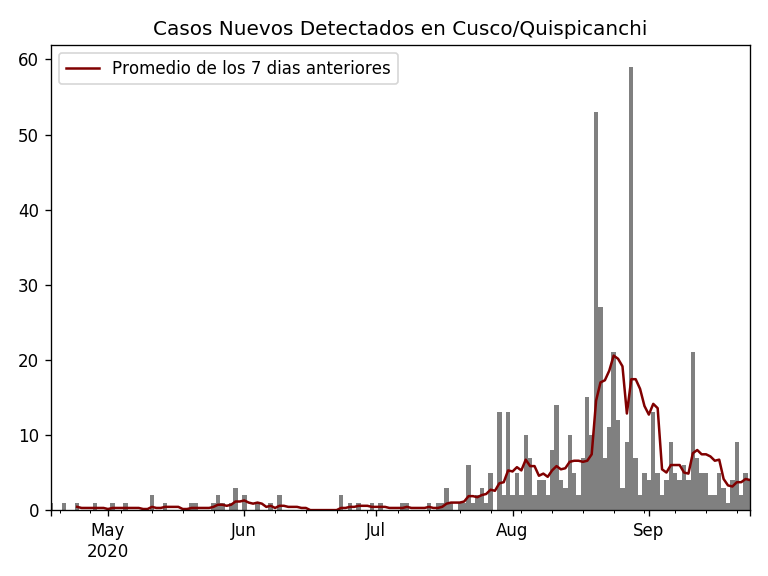 Casos Nuevos Detectados en Cusco/Quispicanchi
Promedio de los 7 dias anteriores
60
50
40
30
20
10
0
May Jun Jul Aug Sep
2020